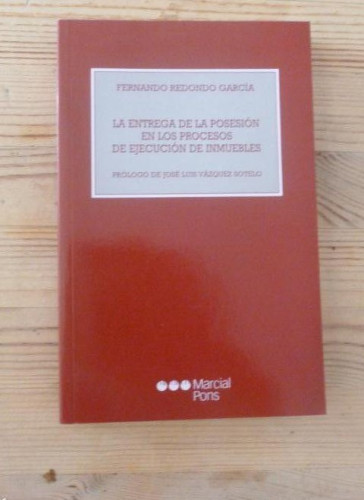 FERNANDO REDONDO GARCÍA
LA ENTREGA DE LA POSESIÓN
EN LOS PROCESOS
DE EJECUCIÓN DE INMUEBLES
PRÓLOGO DE JOSÉ LUIS VÁZQUEZ SOTELO
Marcial
Pons